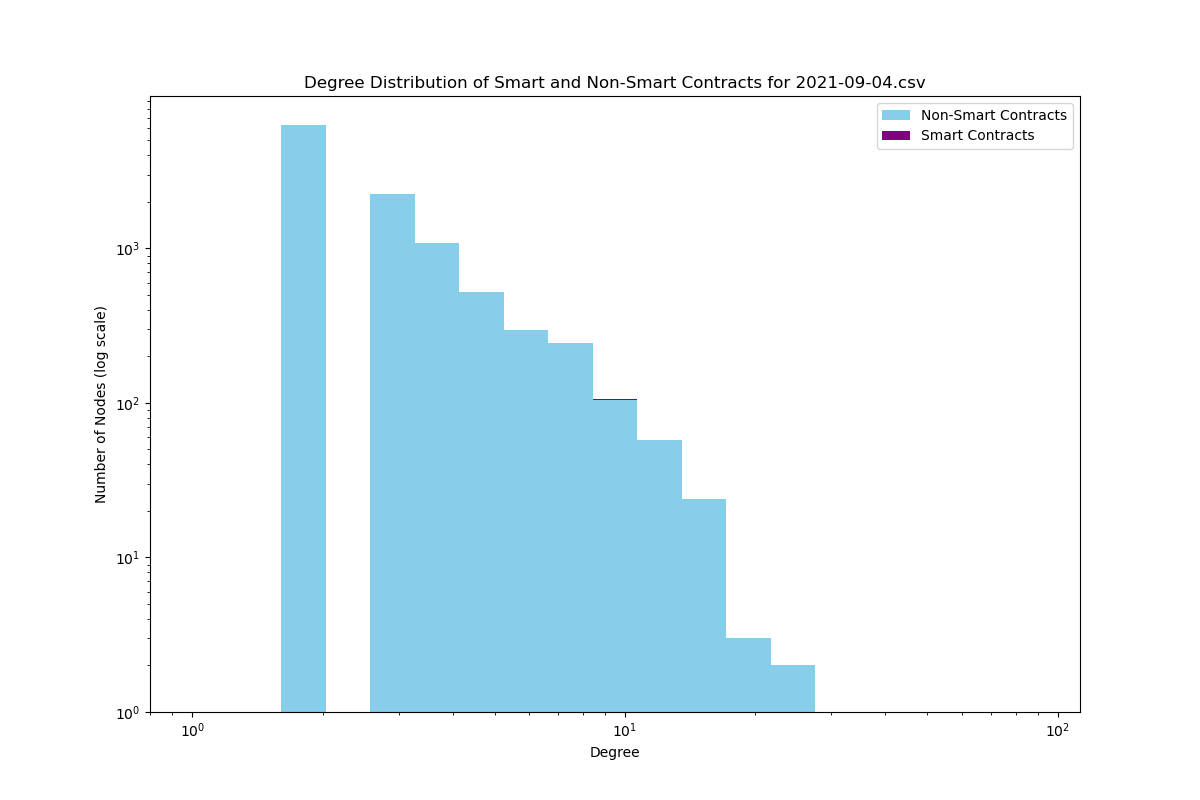 Degree Distribution of Smart and Non-Smart Contracts for 2021-09-04.csv
Non-Smart Contracts
Smart Contracts
Number of Nodes (log scale)
10³
10²
10¹
10⁰
10⁰ 10¹ 10²
Degree